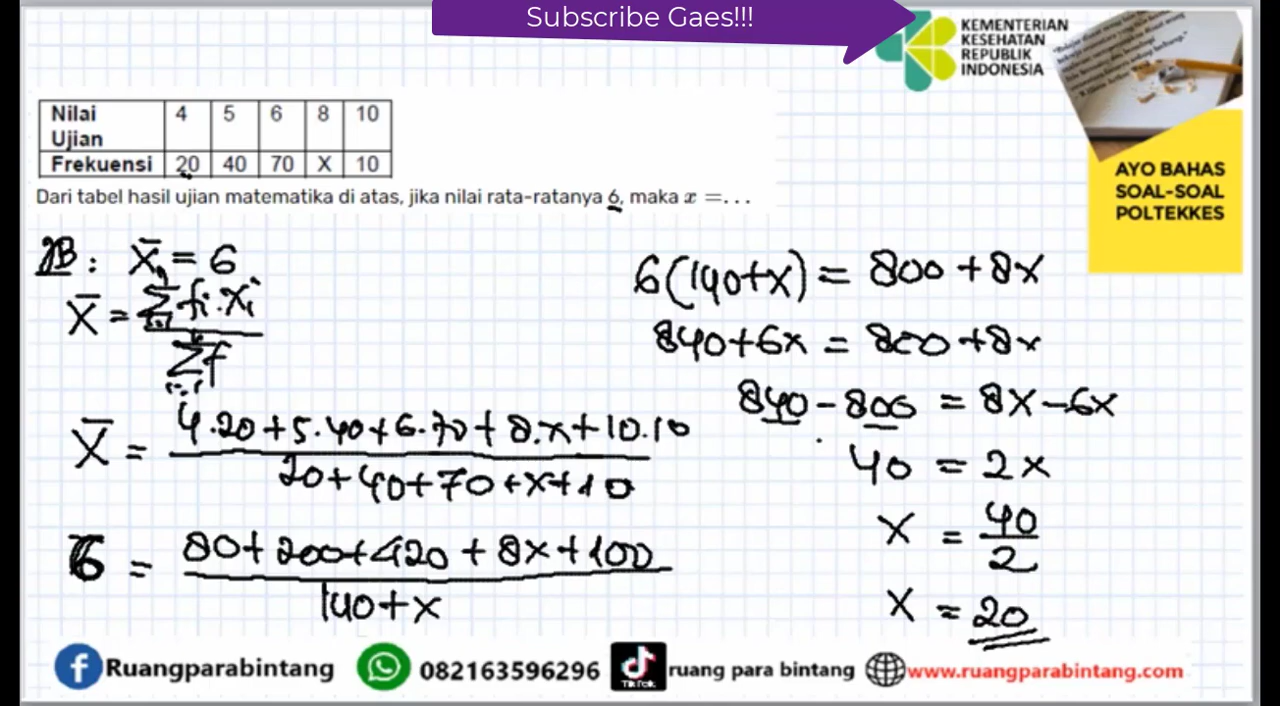 Subscribe Gaes!!!
KEMENTERIAN
KESEHATAN
REPUBLIK
INDONESIA
AYO BAHAS
SOAL-SOAL
POLTEKKES
Nilai Ujian 4 5 6 8 10
Frekuensi 20 40 70 X 10
Dari tabel hasil ujian matematika di atas, jika nilai rata-ratanya 6, maka x =...
JB : X̄ = 6
X̄ = Σ fi . xi / Σ f
X̄ = 4.20+5.40+6.70+8.x+10.10 / 20+40+70+x+10
6 = 80+200+420+8x+100 / 140+x
6(140+x) = 800+8x
840+6x = 800+8x
840-800 = 8x-6x
40 = 2x
x = 40/2
x = 20
Ruangparabintang 082163596296 TikTok ruang para bintang www.ruangparabintang.com